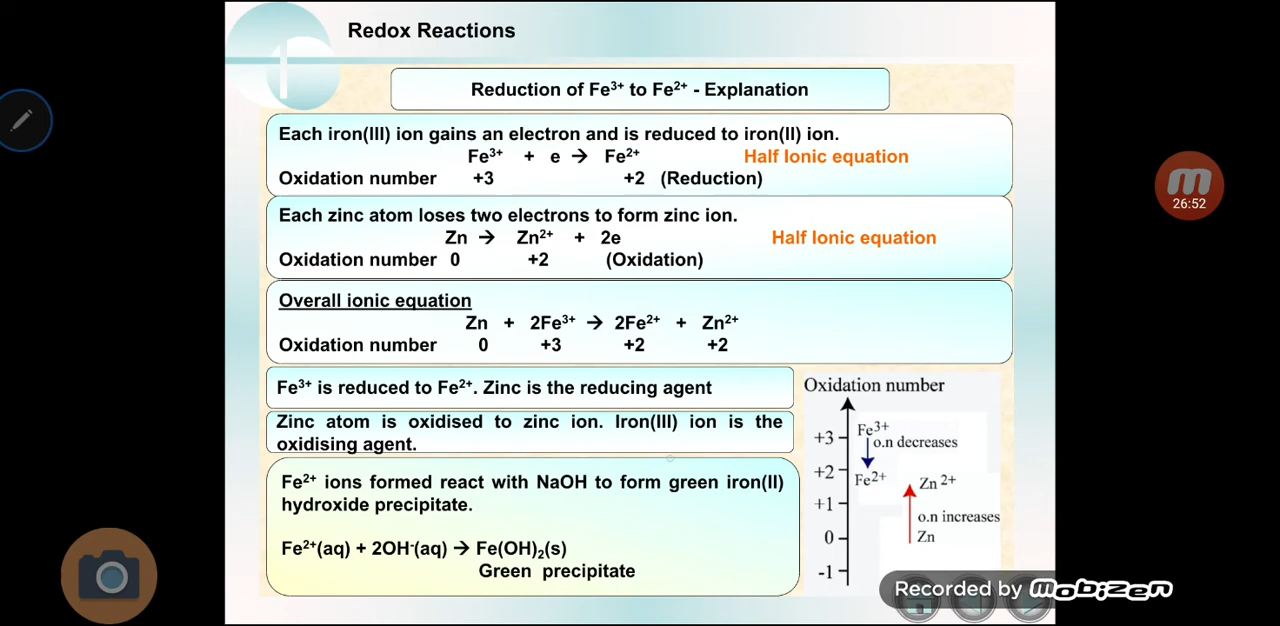 Redox Reactions
Reduction of Fe³⁺ to Fe²⁺ - Explanation
Each iron(III) ion gains an electron and is reduced to iron(II) ion.
Fe³⁺ + e → Fe²⁺ Half Ionic equation
Oxidation number +3 +2 (Reduction)
Each zinc atom loses two electrons to form zinc ion.
Zn → Zn²⁺ + 2e Half Ionic equation
Oxidation number 0 +2 (Oxidation)
Overall ionic equation
Zn + 2Fe³⁺ → 2Fe²⁺ + Zn²⁺
Oxidation number 0 +3 +2 +2
Fe³⁺ is reduced to Fe²⁺. Zinc is the reducing agent
Zinc atom is oxidised to zinc ion. Iron(III) ion is the
oxidising agent.
Fe²⁺ ions formed react with NaOH to form green iron(II)
hydroxide precipitate.
Fe²⁺(aq) + 2OH⁻(aq) → Fe(OH)₂(s)
Green precipitate
Oxidation number
+3
Fe³⁺
o.n decreases
+2
Fe²⁺
Zn ²⁺
+1
o.n increases
0
Zn
-1
26:52
Recorded by Mobizen